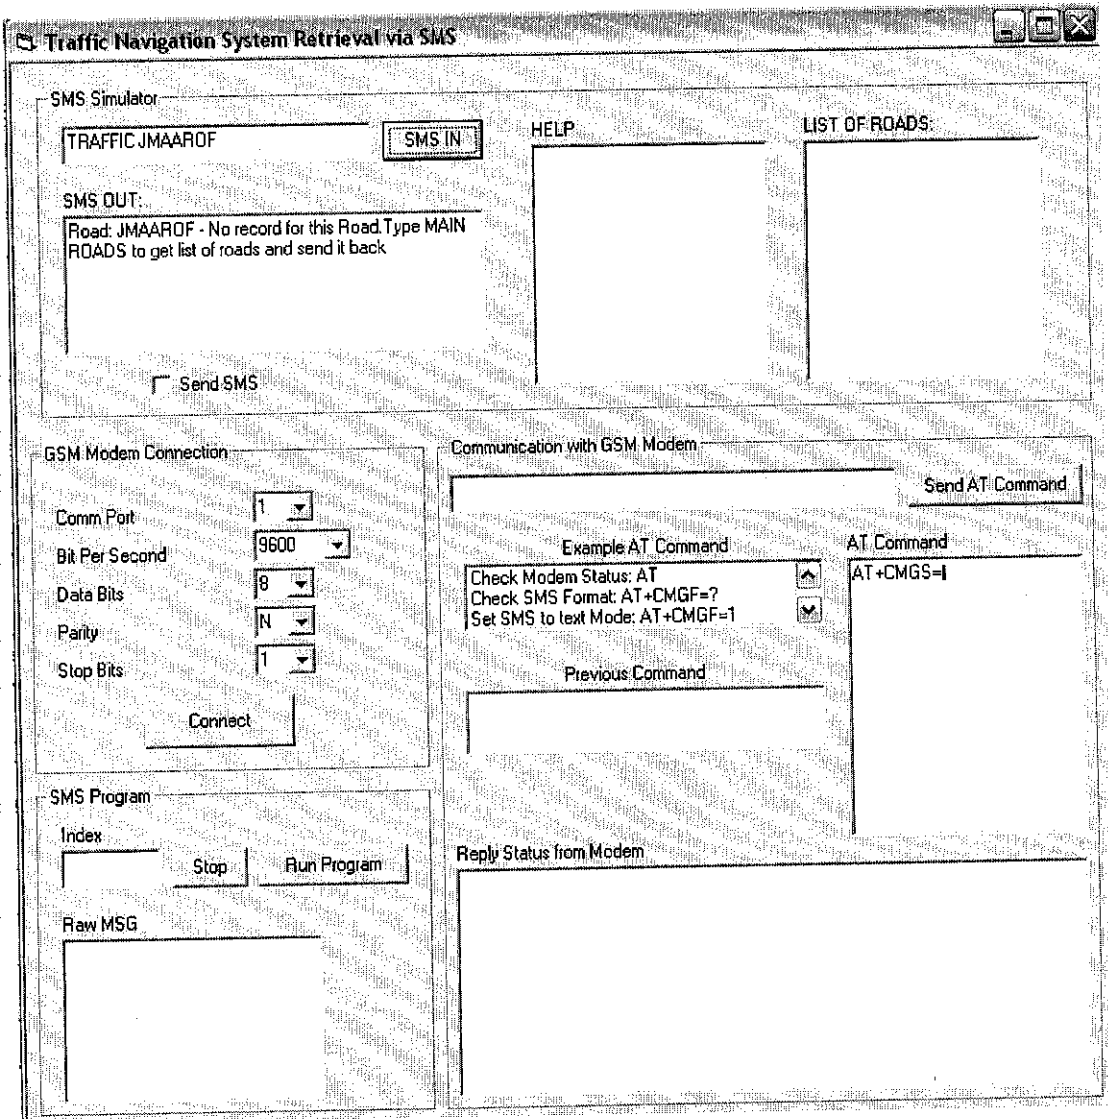 Traffic Navigation System Retrieval via SMS
SMS Simulator
TRAFFIC JMAAROF
SMS IN
SMS OUT:
Road: JMAAROF - No record for this Road.Type MAIN
ROADS to get list of roads and send it back
Send SMS
HELP
LIST OF ROADS:
GSM Modem Connection
Comm Port
1
Bit Per Second
9600
Data Bits
8
Parity
N
Stop Bits
1
Connect
Communication with GSM Modem
Send AT Command
Example AT Command
Check Modem Status: AT
Check SMS Format: AT+CMGF=?
Set SMS to text Mode: AT+CMGF=1
AT Command
AT+CMGS=
Previous Command
SMS Program
Index
Stop
Run Program
Raw MSG
Reply Status from Modem